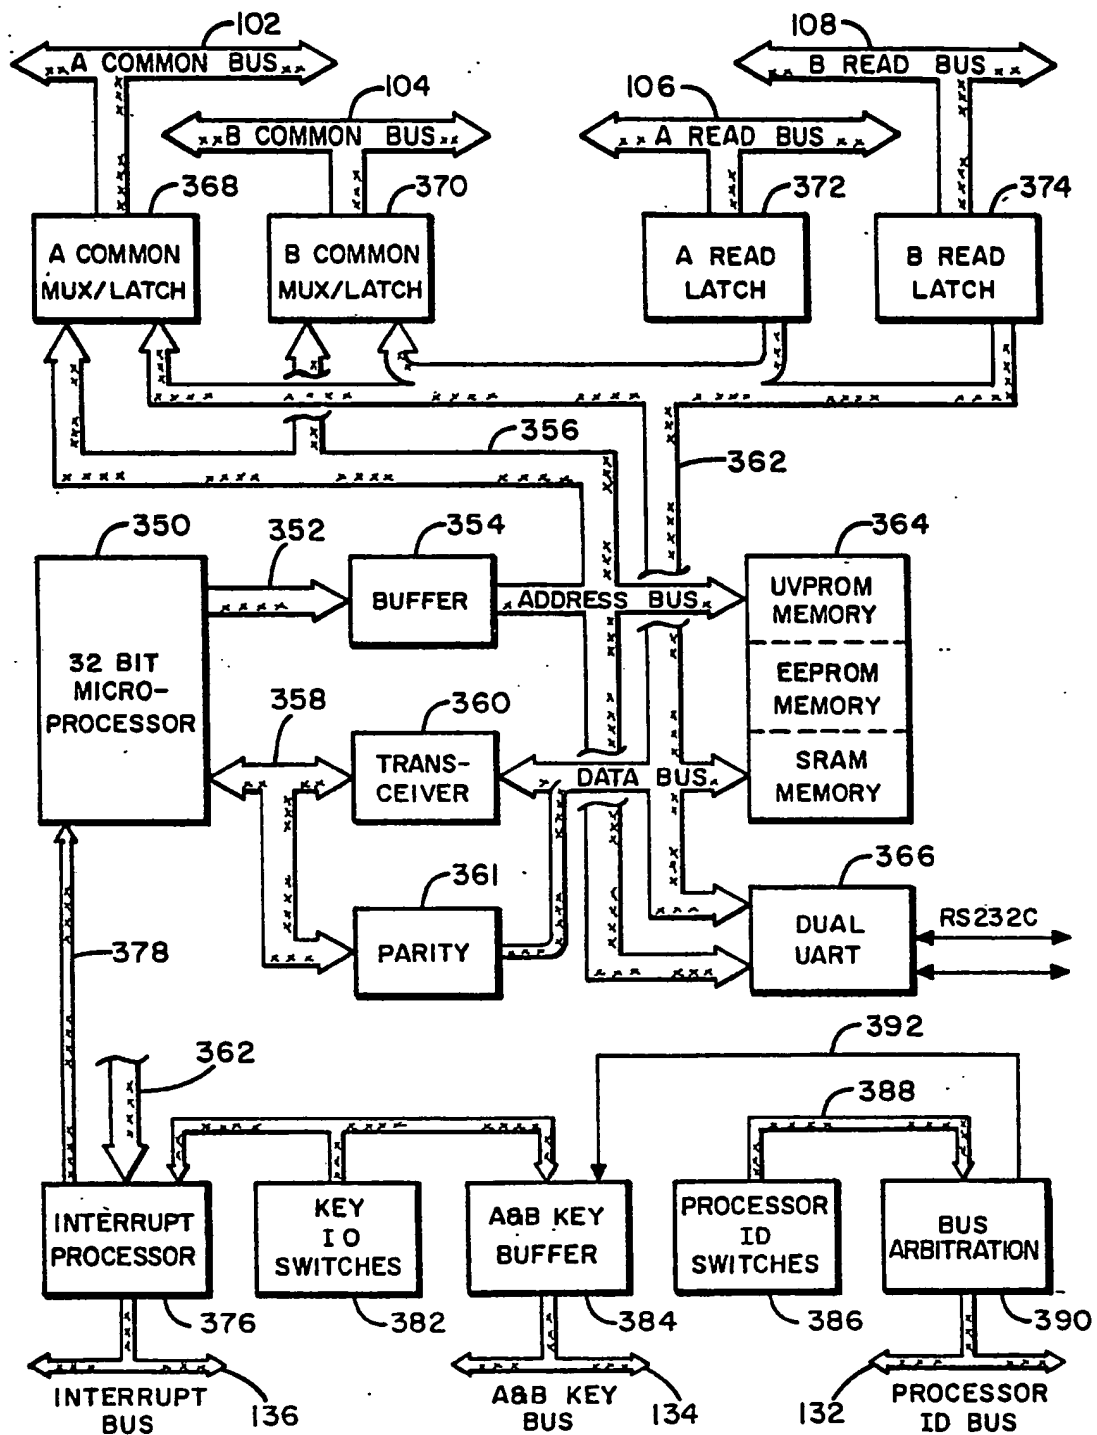 102
108
A COMMON BUS
B READ BUS
104
106
B COMMON BUS
A READ BUS
368
370
372
374
A COMMON
MUX/LATCH
B COMMON
MUX/LATCH
A READ
LATCH
B READ
LATCH
356
362
350
352
354
364
32 BIT
MICRO-
PROCESSOR
BUFFER
ADDRESS BUS
UVPROM
MEMORY
EEPROM
MEMORY
SRAM
MEMORY
358
360
TRANS-
CEIVER
DATA BUS
361
366
PARITY
DUAL
UART
RS232C
378
362
392
388
INTERRUPT
PROCESSOR
KEY
I O
SWITCHES
A&B KEY
BUFFER
PROCESSOR
ID
SWITCHES
BUS
ARBITRATION
376
382
384
386
390
INTERRUPT
BUS
136
A&B KEY
BUS
134
132
PROCESSOR
ID BUS